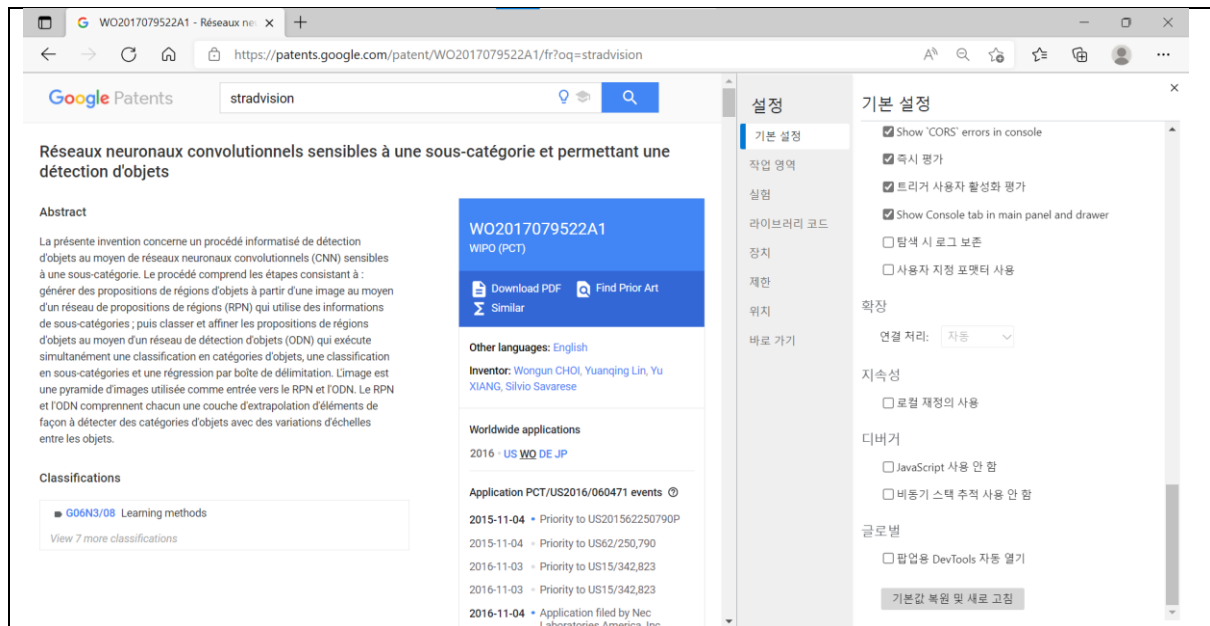 WO2017079522A1 - Réseaux ne
https://patents.google.com/patent/WO2017079522A1/fr?oq=stradvision
Google Patents
stradvision
Réseaux neuronaux convolutionnels sensibles à une sous-catégorie et permettant une
détection d'objets
Abstract
La présente invention concerne un procédé informatisé de détection
d'objets au moyen de réseaux neuronaux convolutionnels (CNN) sensibles
à une sous-catégorie. Le procédé comprend les étapes consistant à :
générer des propositions de régions d'objets à partir d'une image au moyen
d'un réseau de propositions de régions (RPN) qui utilise des informations
de sous-catégories ; puis classer et affiner les propositions de régions
d'objets au moyen d'un réseau de détection d'objets (ODN) qui exécute
simultanément une classification en catégories d'objets, une classification
en sous-catégories et une régression par boîte de délimitation. L'image est
une pyramide d'images utilisée comme entrée vers le RPN et l'ODN. Le RPN
et l'ODN comprennent chacun une couche d'extrapolation d'éléments de
façon à détecter des catégories d'objets avec des variations d'échelles
entre les objets.
Classifications
G06N3/08 Learning methods
View 7 more classifications
WO2017079522A1
WIPO (PCT)
Download PDF Find Prior Art
Similar
Other languages: English
Inventor: Wongun CHOI, Yuanqing Lin, Yu
XIANG, Silvio Savarese
Worldwide applications
2016 · US WO DE JP
Application PCT/US2016/060471 events
2015-11-04 • Priority to US201562250790P
2015-11-04 • Priority to US62/250,790
2016-11-03 • Priority to US15/342,823
2016-11-03 • Priority to US15/342,823
2016-11-04 • Application filed by Nec
Laboratories America, Inc.
설정
기본 설정
작업 영역
실험
라이브러리 코드
장치
제한
위치
바로 가기
기본 설정
Show `CORS` errors in console
즉시 평가
트리거 사용자 활성화 평가
Show Console tab in main panel and drawer
탐색 시 로그 보존
사용자 지정 포맷터 사용
확장
연결 처리: 자동
지속성
로컬 재정의 사용
디버거
JavaScript 사용 안 함
비동기 스택 추적 사용 안 함
글로벌
팝업용 DevTools 자동 열기
기본값 복원 및 새로 고침